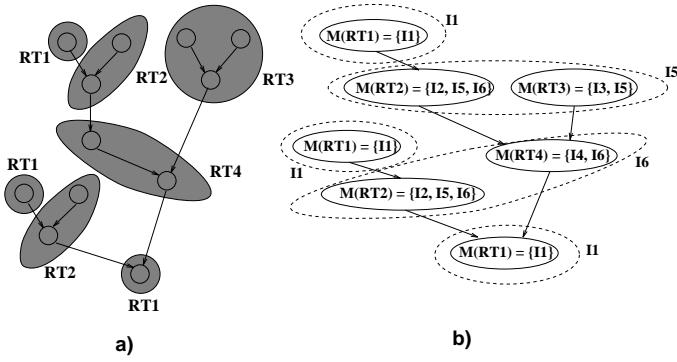 RT1
RT2
RT3
RT1
RT4
RT2
RT1
a)
I1
M(RT1) = {I1}
I5
M(RT2) = {I2, I5, I6}
M(RT3) = {I3, I5}
M(RT1) = {I1}
I1
M(RT4) = {I4, I6}
I6
M(RT2) = {I2, I5, I6}
M(RT1) = {I1}
I1
b)